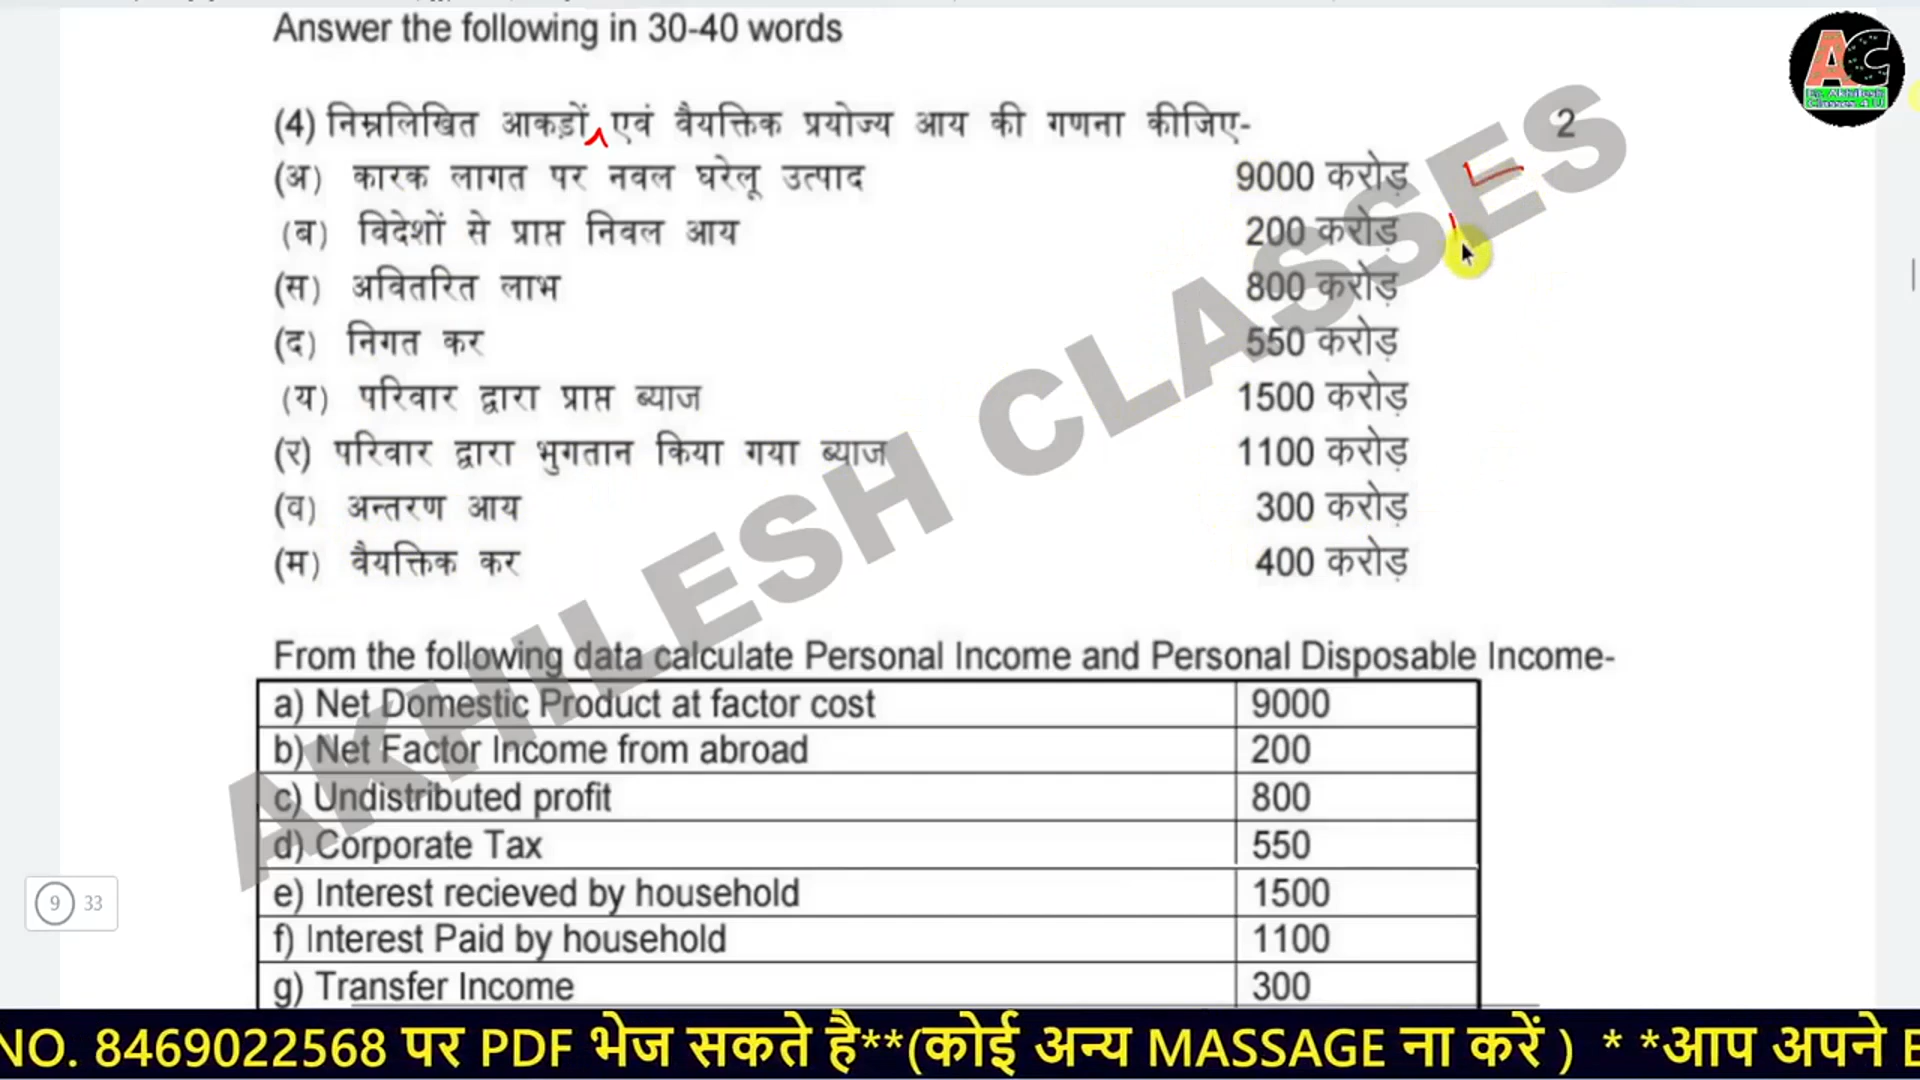 Answer the following in 30-40 words
(4) निम्नलिखित आकड़ों एवं वैयक्तिक प्रयोज्य आय की गणना कीजिए- 2
(अ) कारक लागत पर नवल घरेलू उत्पाद 9000 करोड़
(ब) विदेशों से प्राप्त निवल आय 200 करोड़
(स) अवितरित लाभ 800 करोड़
(द) निगत कर 550 करोड़
(य) परिवार द्वारा प्राप्त ब्याज 1500 करोड़
(र) परिवार द्वारा भुगतान किया गया ब्याज 1100 करोड़
(व) अन्तरण आय 300 करोड़
(म) वैयक्तिक कर 400 करोड़
From the following data calculate Personal Income and Personal Disposable Income-
a) Net Domestic Product at factor cost 9000
b) Net Factor Income from abroad 200
c) Undistributed profit 800
d) Corporate Tax 550
e) Interest recieved by household 1500
f) Interest Paid by household 1100
g) Transfer Income 300
AKHILESH CLASSES
AC
Er. Akhilesh
Classes 4 U
9 33
NO. 8469022568 पर PDF भेज सकते है**(कोई अन्य MASSAGE ना करें ) * *आप अपने E